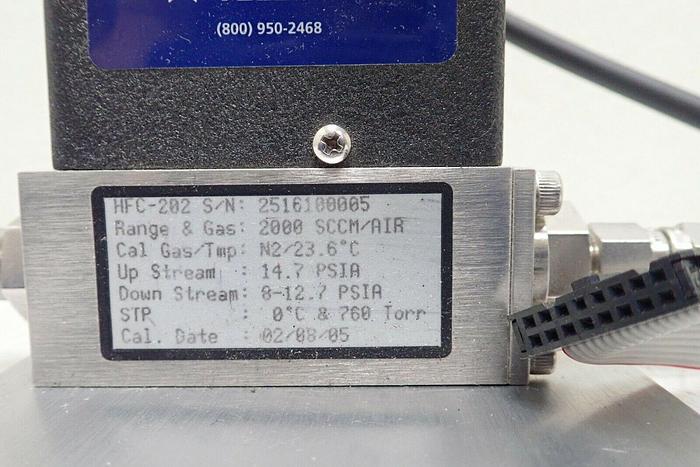 (800) 950-2468
HFC-202 S/N: 2516100005
Range & Gas: 2000 SCCM/AIR
Cal Gas/Tmp: N2/23.6°C
Up Stream : 14.7 PSIA
Down Stream: 8-12.7 PSIA
STP : 0°C & 760 Torr
Cal. Date : 02/08/05